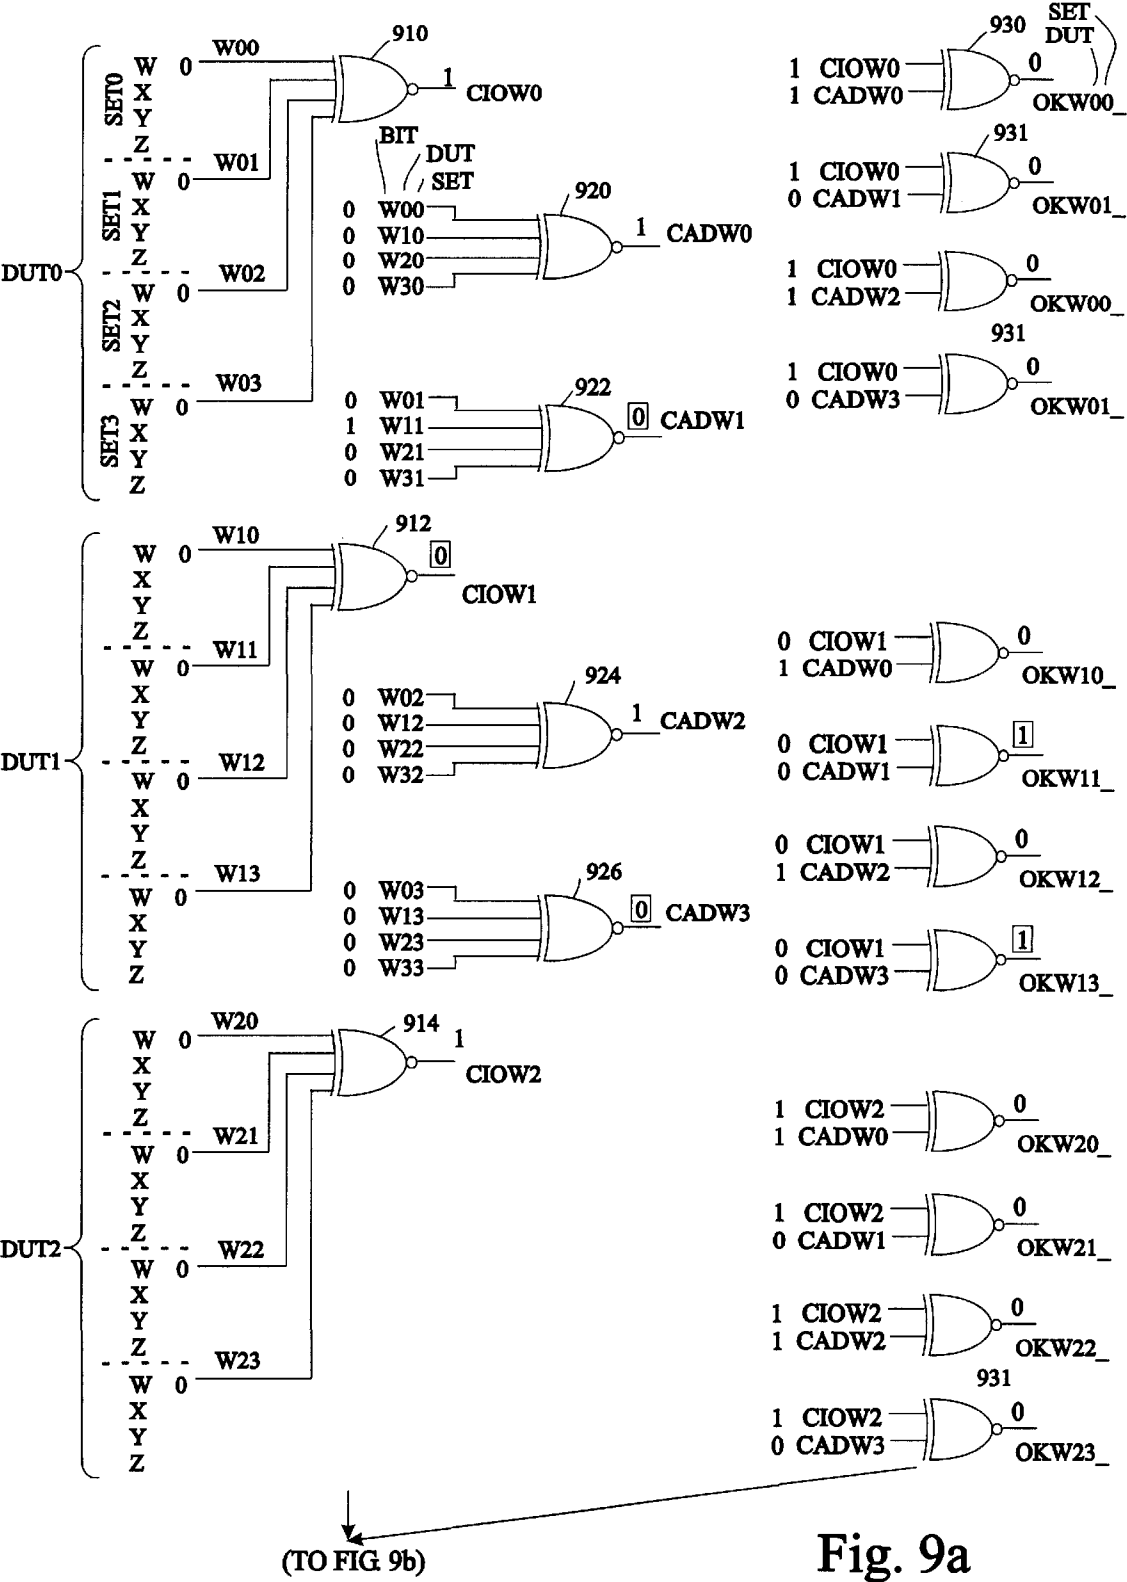 DUT0
SET0
W 0 W00
X
Y
Z
SET1
W 0 W01
X
Y
Z
SET2
W 0 W02
X
Y
Z
SET3
W 0 W03
X
Y
Z
910
1 CIOW0
BIT
DUT
SET
0 W00
0 W10
0 W20
0 W30
920
1 CADW0
0 W01
1 W11
0 W21
0 W31
922
0 CADW1
SET
DUT
930
1 CIOW0
1 CADW0
0
OKW00_
931
1 CIOW0
0 CADW1
0
OKW01_
1 CIOW0
1 CADW2
0
OKW00_
931
1 CIOW0
0 CADW3
0
OKW01_
DUT1
W 0 W10
X
Y
Z
W 0 W11
X
Y
Z
W 0 W12
X
Y
Z
W 0 W13
X
Y
Z
912
0
CIOW1
0 W02
0 W12
0 W22
0 W32
924
1 CADW2
0 W03
0 W13
0 W23
0 W33
926
0 CADW3
0 CIOW1
1 CADW0
0
OKW10_
0 CIOW1
0 CADW1
1
OKW11_
0 CIOW1
1 CADW2
0
OKW12_
0 CIOW1
0 CADW3
1
OKW13_
DUT2
W 0 W20
X
Y
Z
W 0 W21
X
Y
Z
W 0 W22
X
Y
Z
W 0 W23
X
Y
Z
914
1
CIOW2
1 CIOW2
1 CADW0
0
OKW20_
1 CIOW2
0 CADW1
0
OKW21_
1 CIOW2
1 CADW2
0
OKW22_
931
1 CIOW2
0 CADW3
0
OKW23_
(TO FIG. 9b)
Fig. 9a